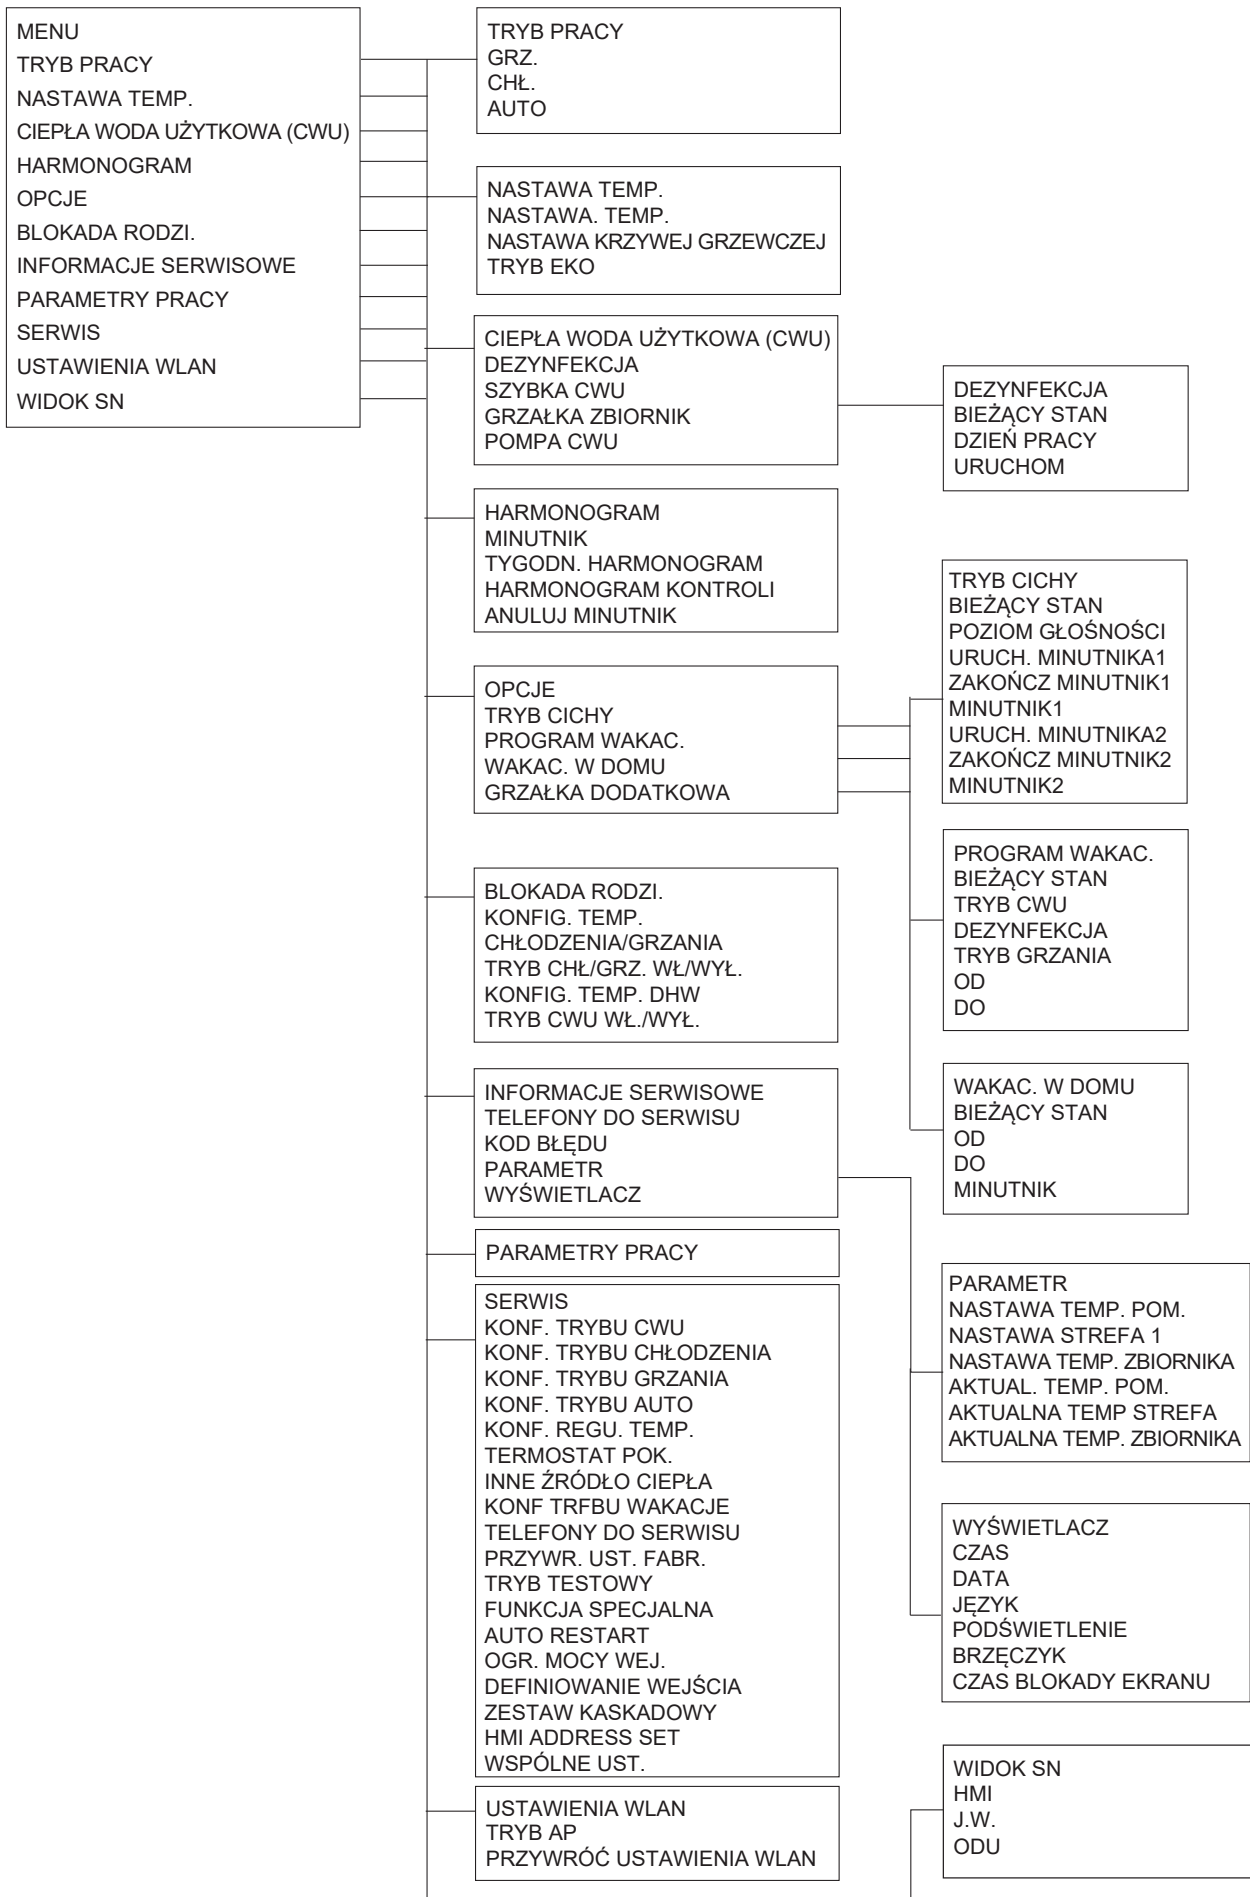 MENU
TRYB PRACY
NASTAWA TEMP.
CIEPŁA WODA UŻYTKOWA (CWU)
HARMONOGRAM
OPCJE
BLOKADA RODZI.
INFORMACJE SERWISOWE
PARAMETRY PRACY
SERWIS
USTAWIENIA WLAN
WIDOK SN
TRYB PRACY
GRZ.
CHŁ.
AUTO
NASTAWA TEMP.
NASTAWA. TEMP.
NASTAWA KRZYWEJ GRZEWCZEJ
TRYB EKO
CIEPŁA WODA UŻYTKOWA (CWU)
DEZYNFEKCJA
SZYBKA CWU
GRZAŁKA ZBIORNIK
POMPA CWU
DEZYNFEKCJA
BIEŻĄCY STAN
DZIEŃ PRACY
URUCHOM
HARMONOGRAM
MINUTNIK
TYGODN. HARMONOGRAM
HARMONOGRAM KONTROLI
ANULUJ MINUTNIK
OPCJE
TRYB CICHY
PROGRAM WAKAC.
WAKAC. W DOMU
GRZAŁKA DODATKOWA
TRYB CICHY
BIEŻĄCY STAN
POZIOM GŁOŚNOŚCI
URUCH. MINUTNIKA1
ZAKOŃCZ MINUTNIK1
MINUTNIK1
URUCH. MINUTNIKA2
ZAKOŃCZ MINUTNIK2
MINUTNIK2
PROGRAM WAKAC.
BIEŻĄCY STAN
TRYB CWU
DEZYNFEKCJA
TRYB GRZANIA
OD
DO
WAKAC. W DOMU
BIEŻĄCY STAN
OD
DO
MINUTNIK
BLOKADA RODZI.
KONFIG. TEMP.
CHŁODZENIA/GRZANIA
TRYB CHŁ/GRZ. WŁ/WYŁ.
KONFIG. TEMP. DHW
TRYB CWU WŁ./WYŁ.
INFORMACJE SERWISOWE
TELEFONY DO SERWISU
KOD BŁĘDU
PARAMETR
WYŚWIETLACZ
PARAMETR
NASTAWA TEMP. POM.
NASTAWA STREFA 1
NASTAWA TEMP. ZBIORNIKA
AKTUAL. TEMP. POM.
AKTUALNA TEMP STREFA
AKTUALNA TEMP. ZBIORNIKA
WYŚWIETLACZ
CZAS
DATA
JĘZYK
PODŚWIETLENIE
BRZĘCZYK
CZAS BLOKADY EKRANU
PARAMETRY PRACY
SERWIS
KONF. TRYBU CWU
KONF. TRYBU CHŁODZENIA
KONF. TRYBU GRZANIA
KONF. TRYBU AUTO
KONF. REGU. TEMP.
TERMOSTAT POK.
INNE ŹRÓDŁO CIEPŁA
KONF TRFBU WAKACJE
TELEFONY DO SERWISU
PRZYWR. UST. FABR.
TRYB TESTOWY
FUNKCJA SPECJALNA
AUTO RESTART
OGR. MOCY WEJ.
DEFINIOWANIE WEJŚCIA
ZESTAW KASKADOWY
HMI ADDRESS SET
WSPÓLNE UST.
USTAWIENIA WLAN
TRYB AP
PRZYWRÓĆ USTAWIENIA WLAN
WIDOK SN
HMI
J.W.
ODU